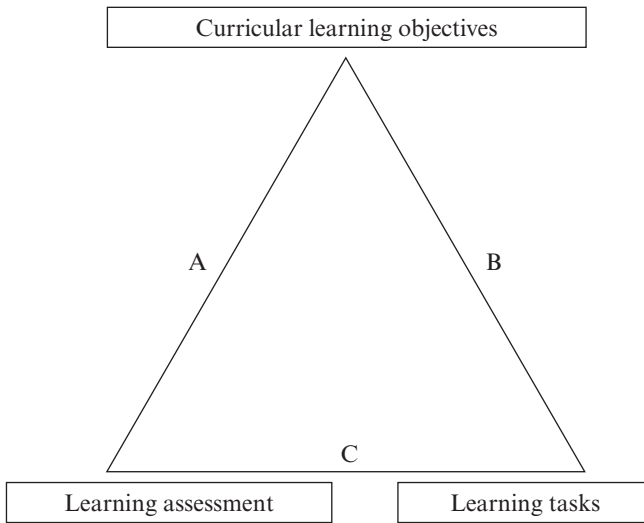 Curricular learning objectives
A
B
C
Learning assessment
Learning tasks